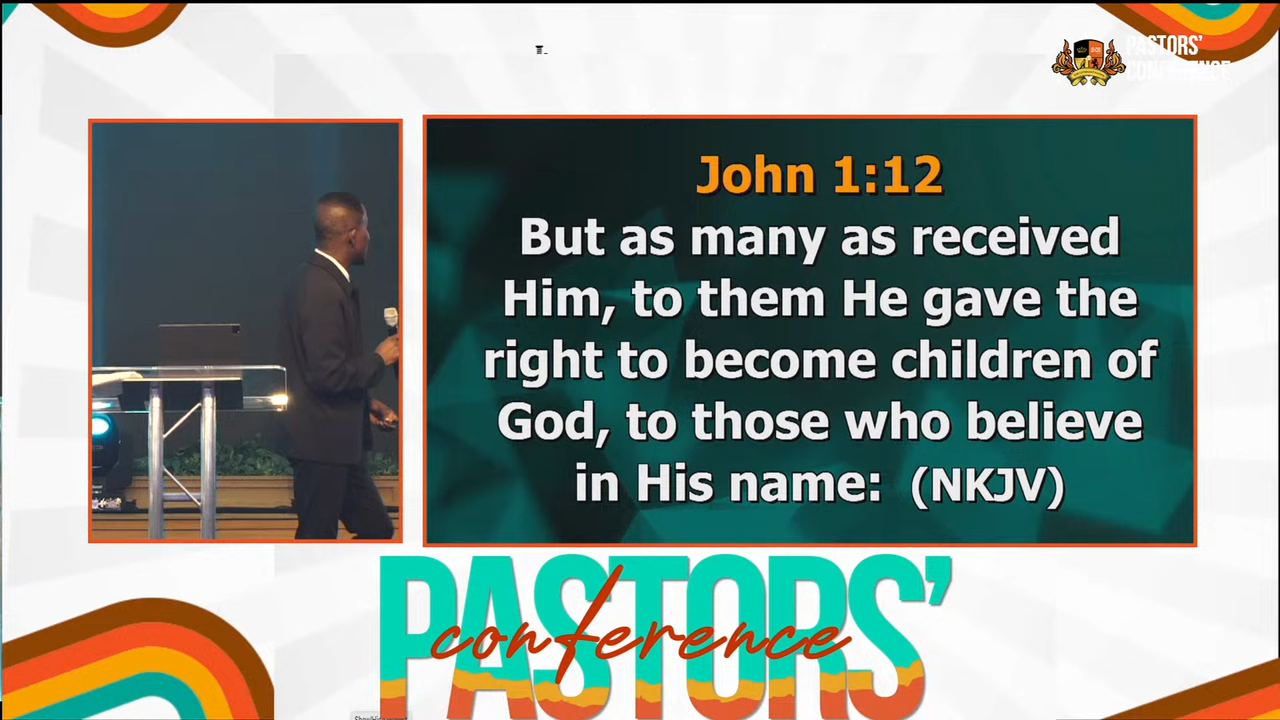 PASTORS'
CONFERENCE
John 1:12
But as many as received
Him, to them He gave the
right to become children of
God, to those who believe
in His name: (NKJV)
PASTORS'
conference